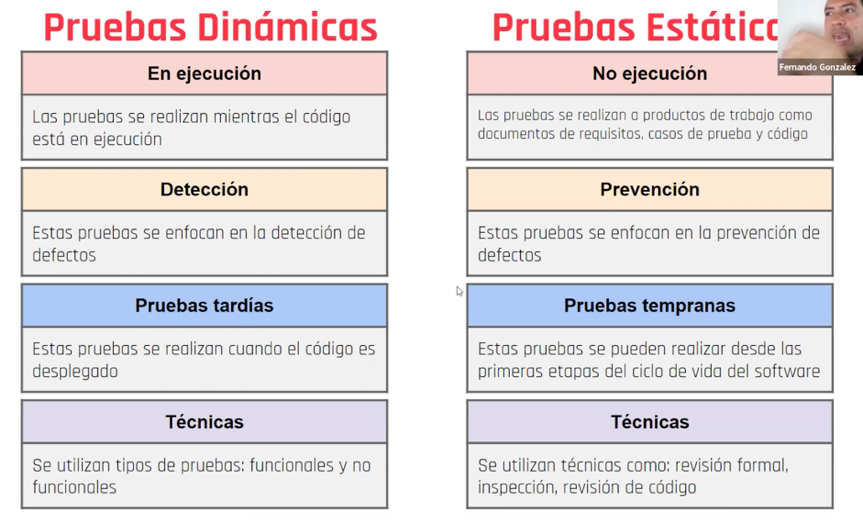 Pruebas Dinámicas
En ejecución
Las pruebas se realizan mientras el código
está en ejecución
Detección
Estas pruebas se enfocan en la detección de
defectos
Pruebas tardías
Estas pruebas se realizan cuando el código es
desplegado
Técnicas
Se utilizan tipos de pruebas: funcionales y no
funcionales
Pruebas
Fernando Gonzalez
No ejecución
Las pruebas se realizan a productos de trabajo como
documentos de requisitos, casos de prueba y código
Prevención
Estas pruebas se enfocan en la prevención de
defectos
Pruebas tempranas
Estas pruebas se pueden realizar desde las
primeras etapas del ciclo de vida del software
Técnicas
Se utilizan técnicas como: revisión formal,
inspección, revisión de código